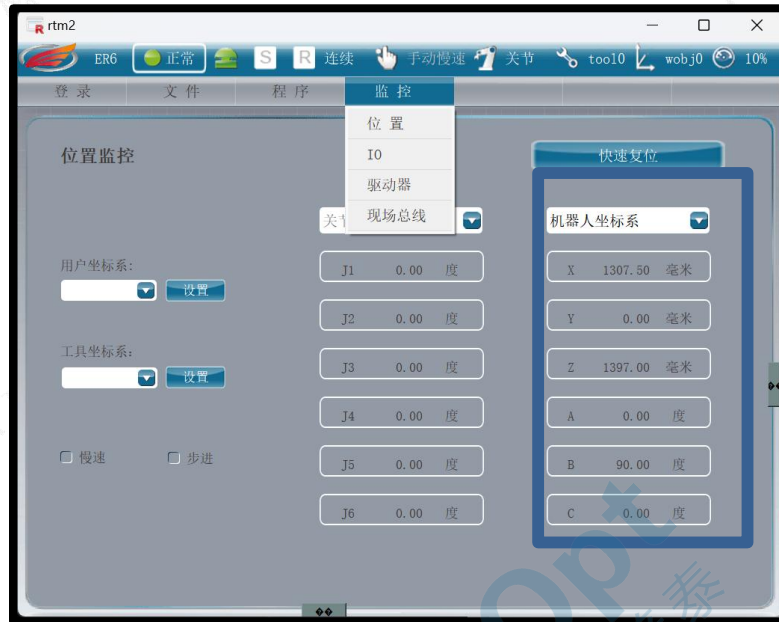 R rtm2
ER6 正常 S R 连续 手动慢速 关节 tool0 wobj0 10%
登录 文件 程序 监控
位置
IO
驱动器
现场总线
位置监控 快速复位
关 机器人坐标系
用户坐标系:
设置
工具坐标系:
设置
慢速 步进
J1 0.00 度 X 1307.50 毫米
J2 0.00 度 Y 0.00 毫米
J3 0.00 度 Z 1397.00 毫米
J4 0.00 度 A 0.00 度
J5 0.00 度 B 90.00 度
J6 0.00 度 C 0.00 度